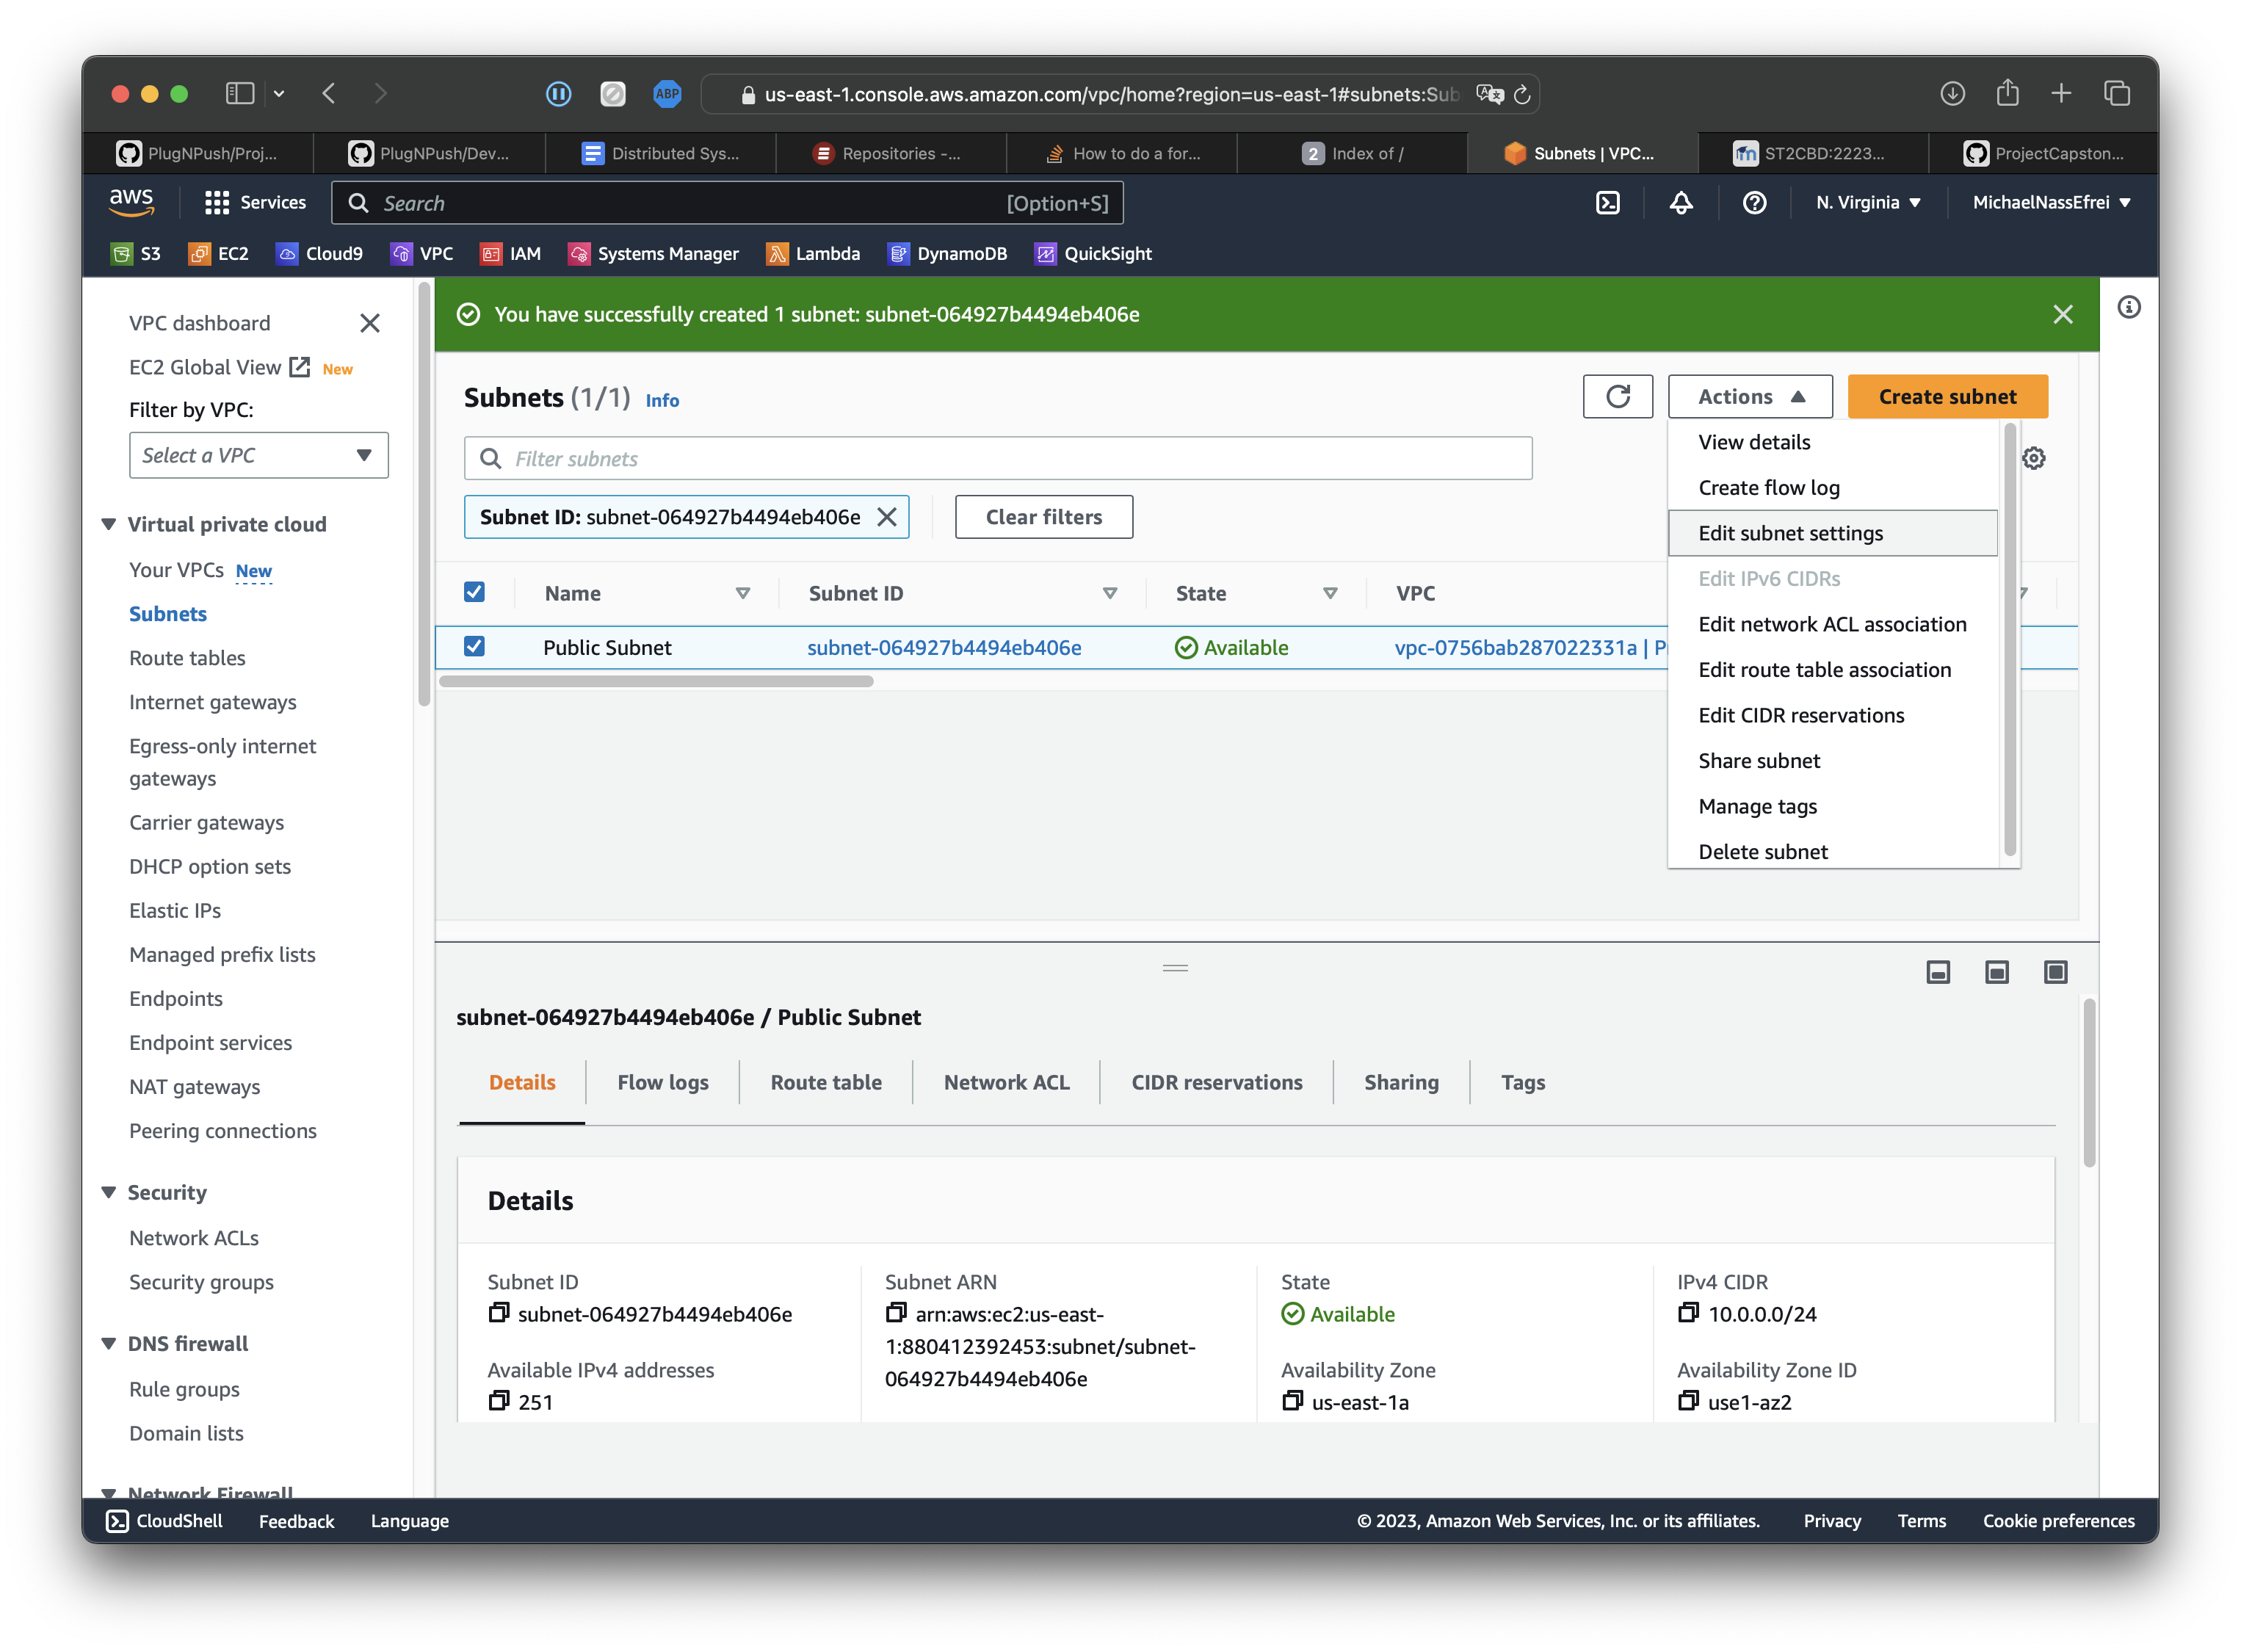 ABP
us-east-1.console.aws.amazon.com/vpc/home?region=us-east-1#subnets:Sub
PlugNPush/Proj...
PlugNPush/Dev...
Distributed Sys...
Repositories -...
How to do a for...
2 Index of /
Subnets | VPC...
ST2CBD:2223...
ProjectCapston...
aws
Services
Search
[Option+S]
N. Virginia
MichaelNassEfrei
S3
EC2
Cloud9
VPC
IAM
Systems Manager
Lambda
DynamoDB
QuickSight
VPC dashboard
EC2 Global View New
Filter by VPC:
Select a VPC
Virtual private cloud
Your VPCs New
Subnets
Route tables
Internet gateways
Egress-only internet
gateways
Carrier gateways
DHCP option sets
Elastic IPs
Managed prefix lists
Endpoints
Endpoint services
NAT gateways
Peering connections
Security
Network ACLs
Security groups
DNS firewall
Rule groups
Domain lists
Network Firewall
You have successfully created 1 subnet: subnet-064927b4494eb406e
Subnets (1/1) Info
Actions
Create subnet
Filter subnets
Subnet ID: subnet-064927b4494eb406e
Clear filters
View details
Create flow log
Edit subnet settings
Edit IPv6 CIDRs
Edit network ACL association
Edit route table association
Edit CIDR reservations
Share subnet
Manage tags
Delete subnet
Name
Subnet ID
State
VPC
Public Subnet
subnet-064927b4494eb406e
Available
vpc-0756bab287022331a | P
subnet-064927b4494eb406e / Public Subnet
Details
Flow logs
Route table
Network ACL
CIDR reservations
Sharing
Tags
Details
Subnet ID
subnet-064927b4494eb406e
Subnet ARN
arn:aws:ec2:us-east-
1:880412392453:subnet/subnet-
064927b4494eb406e
State
Available
IPv4 CIDR
10.0.0.0/24
Available IPv4 addresses
251
Availability Zone
us-east-1a
Availability Zone ID
use1-az2
CloudShell
Feedback
Language
© 2023, Amazon Web Services, Inc. or its affiliates.
Privacy
Terms
Cookie preferences